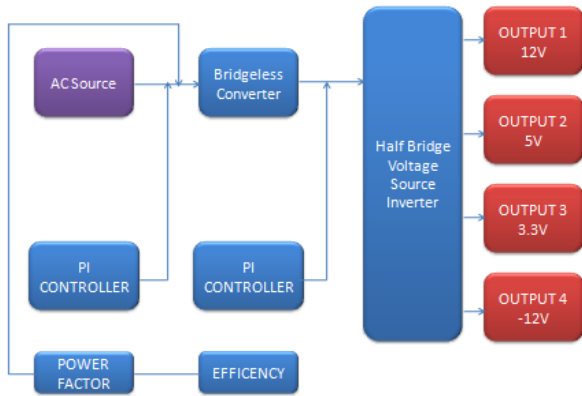 AC Source
Bridgeless
Converter
Half Bridge
Voltage
Source
Inverter
OUTPUT 1
12V
OUTPUT 2
5V
OUTPUT 3
3.3V
OUTPUT 4
-12V
PI
CONTROLLER
PI
CONTROLLER
POWER
FACTOR
EFFICENCY